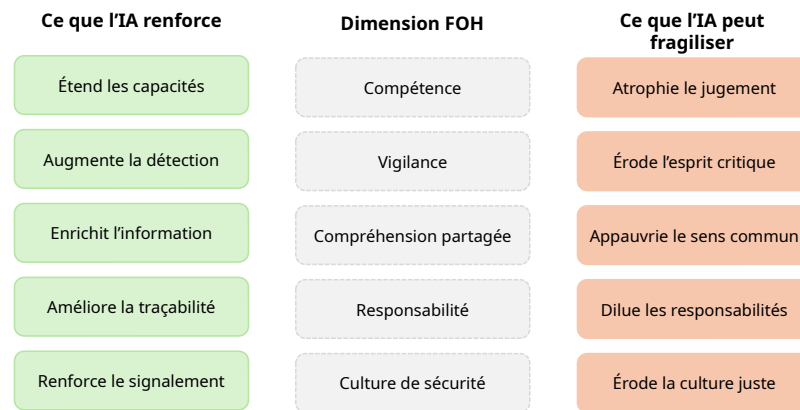 Ce que l’IA renforce
Dimension FOH
Ce que l’IA peut
fragiliser
Étend les capacités
Compétence
Atrophie le jugement
Augmente la détection
Vigilance
Érode l’esprit critique
Enrichit l’information
Compréhension partagée
Appauvrie le sens commun
Améliore la traçabilité
Responsabilité
Dilue les responsabilités
Renforce le signalement
Culture de sécurité
Érode la culture juste